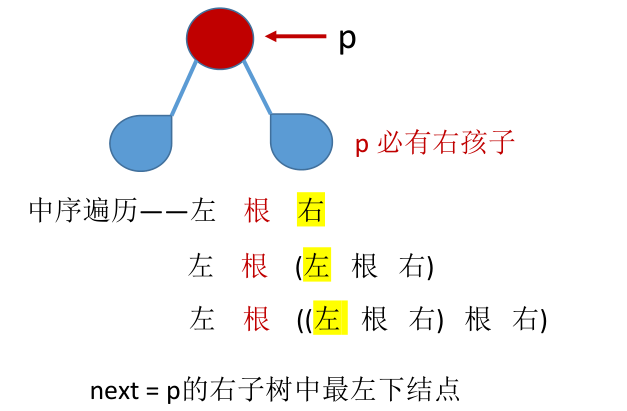 p
p 必有右孩子
中序遍历——左 根 右
左 根 (左 根 右)
左 根 ((左 根 右) 根 右)
next = p的右子树中最左下结点